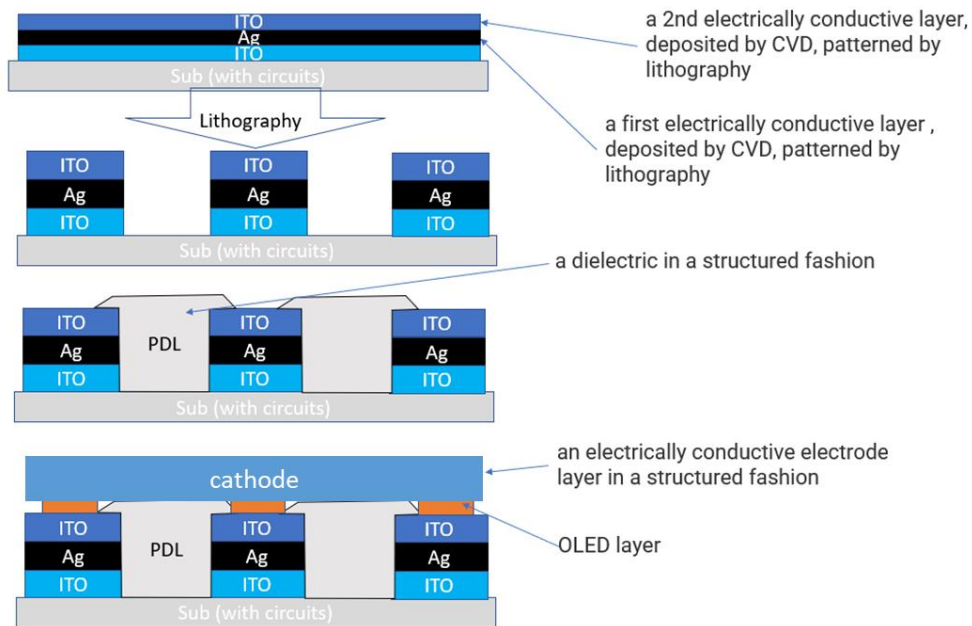 ITO
Ag
ITO
Sub (with circuits)
a 2nd electrically conductive layer,
deposited by CVD, patterned by
lithography
Lithography
a first electrically conductive layer ,
deposited by CVD, patterned by
lithography
ITO ITO ITO
Ag Ag Ag
ITO ITO ITO
Sub (with circuits)
a dielectric in a structured fashion
ITO ITO ITO
Ag PDL Ag Ag
ITO ITO ITO
Sub (with circuits)
an electrically conductive electrode
layer in a structured fashion
cathode
OLED layer
ITO ITO ITO
Ag PDL Ag Ag
ITO ITO ITO
Sub (with circuits)